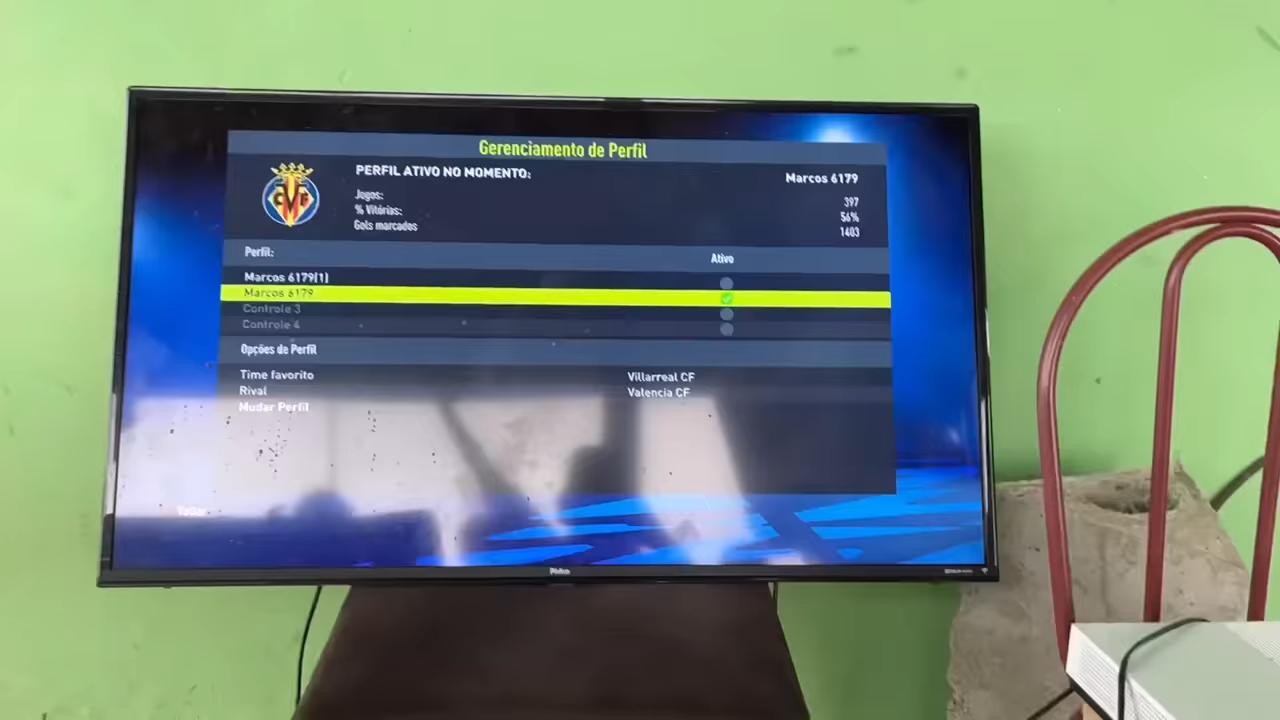 Gerenciamento de Perfil
PERFIL ATIVO NO MOMENTO: Marcos 6179
Jogos: 397
% Vitórias: 56%
Gols marcados 1403
Perfil: Ativo
Marcos 6179(1)
Marcos 6179
Controle 3
Controle 4
Opções de Perfil
Time favorito Villarreal CF
Rival Valencia CF
Mudar Perfil
Voltar
Philco